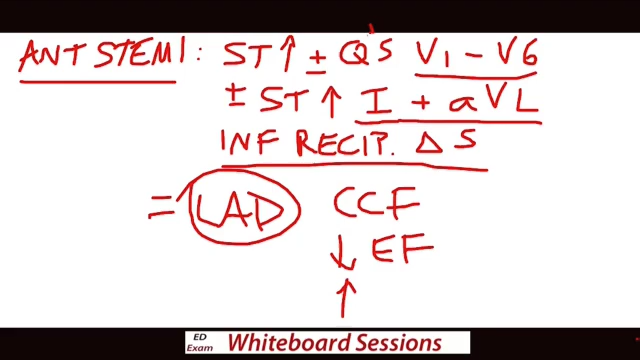 ANT STEMI : ST ↑ ± Q'S V1 - V6
± ST ↑ I + aVL
INF RECIP. Δ S
= LAD CCF
↓ EF
↑
ED Exam Whiteboard Sessions